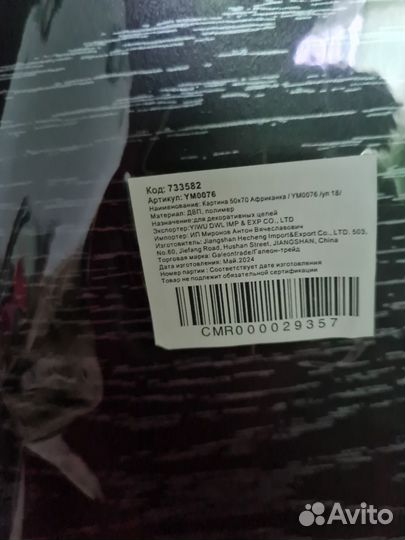 Код: 733582
Артикул: YM0076
Наименование: Картина 50х70 Африканка / YM0076 /уп 18/
Материал: ДВП, полимер
Назначение: для декоративных целей
Экспортер:YIWU DWL IMP & EXP CO., LTD
Импортер: ИП Миронов Антон Вячеславович
Изготовитель: Jiangshan Hecheng Import&Export Co., LTD. 503,
No.60, Jiefang Road, Hushan Street, JIANGSHAN, China
Торговая марка: Galeontrade/Галеон-трейд
Дата изготовления: Май.2024
Номер партии : Соответствует дате изготовления
Товар не подлежит обязательной сертификации
CMR000029357
Avito